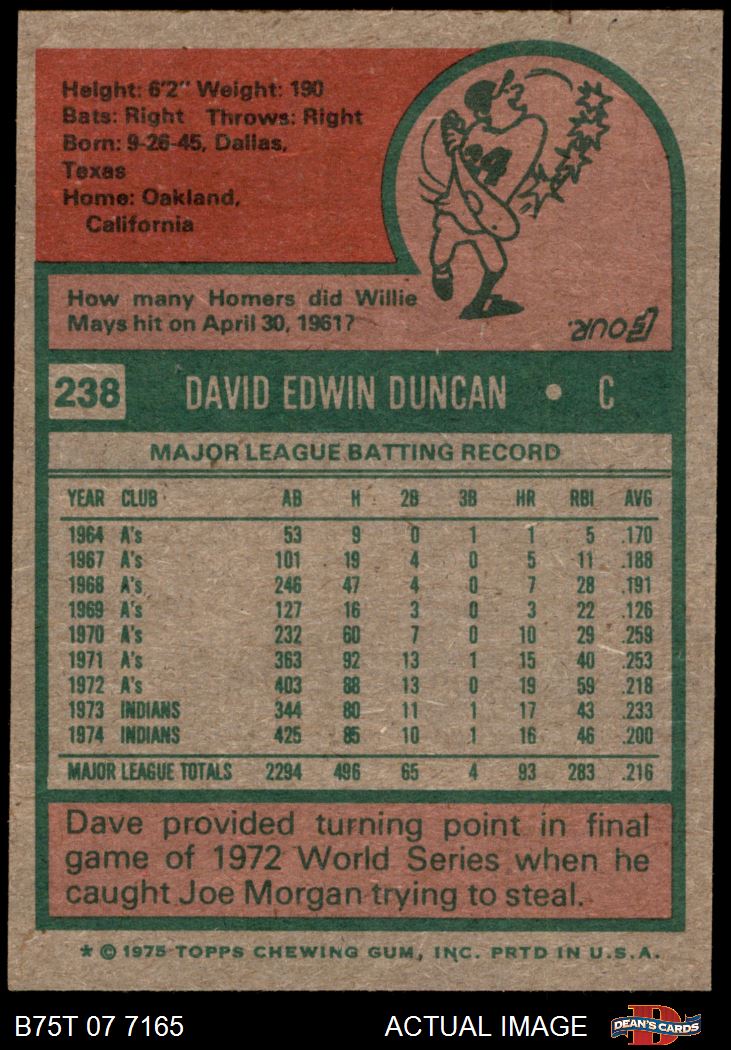 Height: 6'2" Weight: 190
Bats: Right Throws: Right
Born: 9-26-45, Dallas,
Texas
Home: Oakland,
California
84
How many Homers did Willie
Mays hit on April 30, 1961?
FOUR.
238 DAVID EDWIN DUNCAN • C
MAJOR LEAGUE BATTING RECORD
YEAR CLUB AB H 2B 3B HR RBI AVG
1964 A's 53 9 0 1 1 5 .170
1967 A's 101 19 4 0 5 11 .188
1968 A's 246 47 4 0 7 28 .191
1969 A's 127 16 3 0 3 22 .126
1970 A's 232 60 7 0 10 29 .259
1971 A's 363 92 13 1 15 40 .253
1972 A's 403 88 13 0 19 59 .218
1973 INDIANS 344 80 11 1 17 43 .233
1974 INDIANS 425 85 10 1 16 46 .200
MAJOR LEAGUE TOTALS 2294 496 65 4 93 283 .216
Dave provided turning point in final
game of 1972 World Series when he
caught Joe Morgan trying to steal.
* © 1975 TOPPS CHEWING GUM, INC. PRTD IN U.S.A.
B75T 07 7165 ACTUAL IMAGE D DEAN'S CARDS